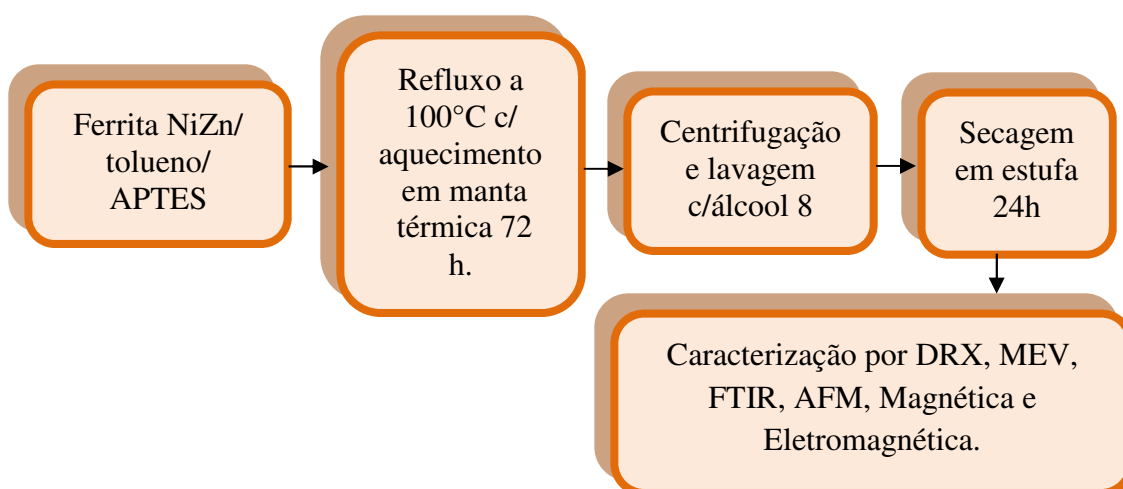 Ferrita NiZn/
tolueno/
APTES
Refluxo a
100°C c/
aquecimento
em manta
térmica 72
h.
Centrifugação
e lavagem
c/álcool 8
Secagem
em estufa
24h
Caracterização por DRX, MEV,
FTIR, AFM, Magnética e
Eletromagnética.